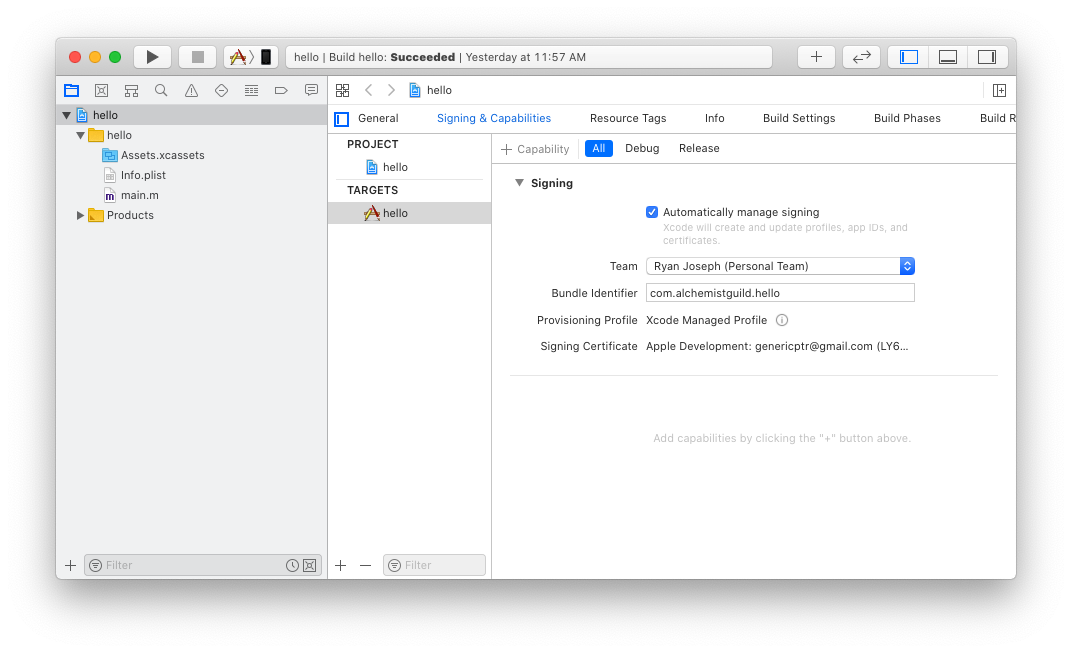 hello | Build hello: Succeeded | Yesterday at 11:57 AM
hello
hello
Assets.xcassets
Info.plist
m main.m
Products
Filter
hello
General Signing & Capabilities Resource Tags Info Build Settings Build Phases Build R
PROJECT
hello
TARGETS
hello
Filter
+ Capability All Debug Release
Signing
Automatically manage signing
Xcode will create and update profiles, app IDs, and
certificates.
Team Ryan Joseph (Personal Team)
Bundle Identifier com.alchemistguild.hello
Provisioning Profile Xcode Managed Profile
Signing Certificate Apple Development: genericptr@gmail.com (LY6...
Add capabilities by clicking the "+" button above.